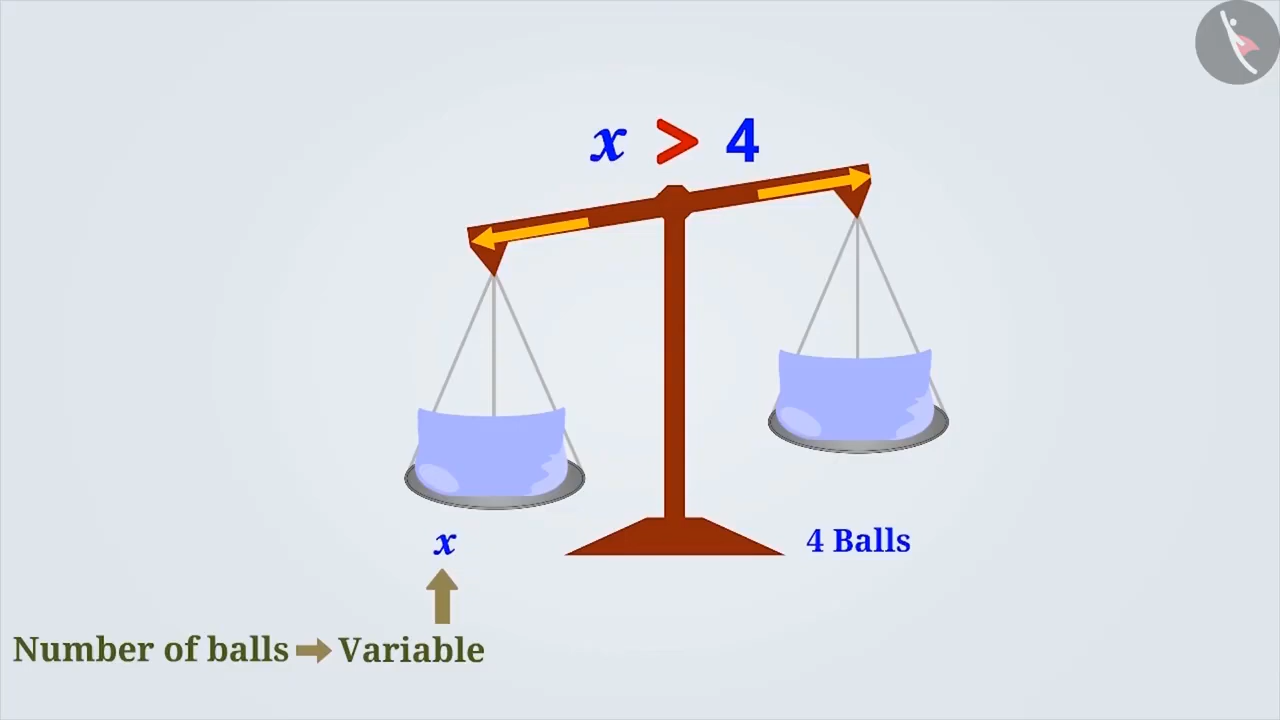 x > 4
x
4 Balls
Number of balls ➡ Variable